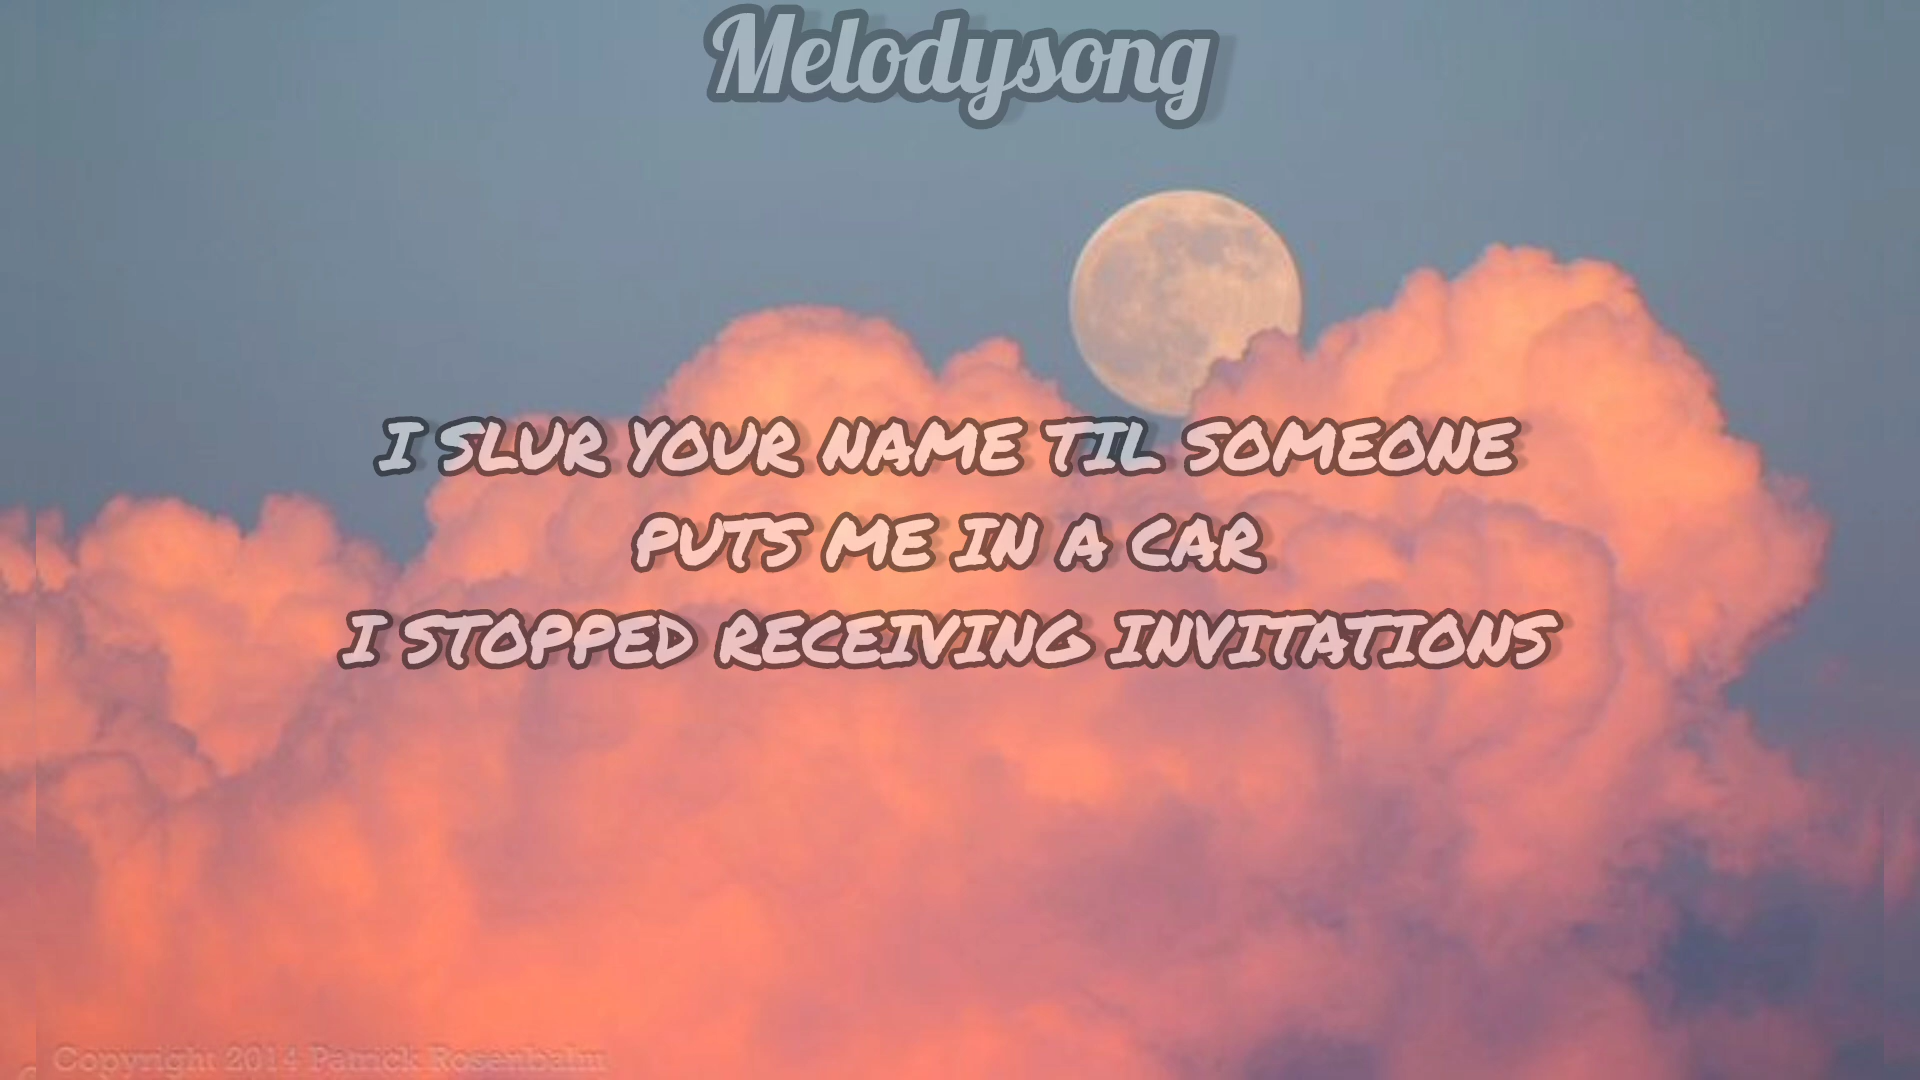 Melodysong
I SLUR YOUR NAME TIL SOMEONE
PUTS ME IN A CAR
I STOPPED RECEIVING INVITATIONS
Copyright 2014 Patrick Rosenbalm